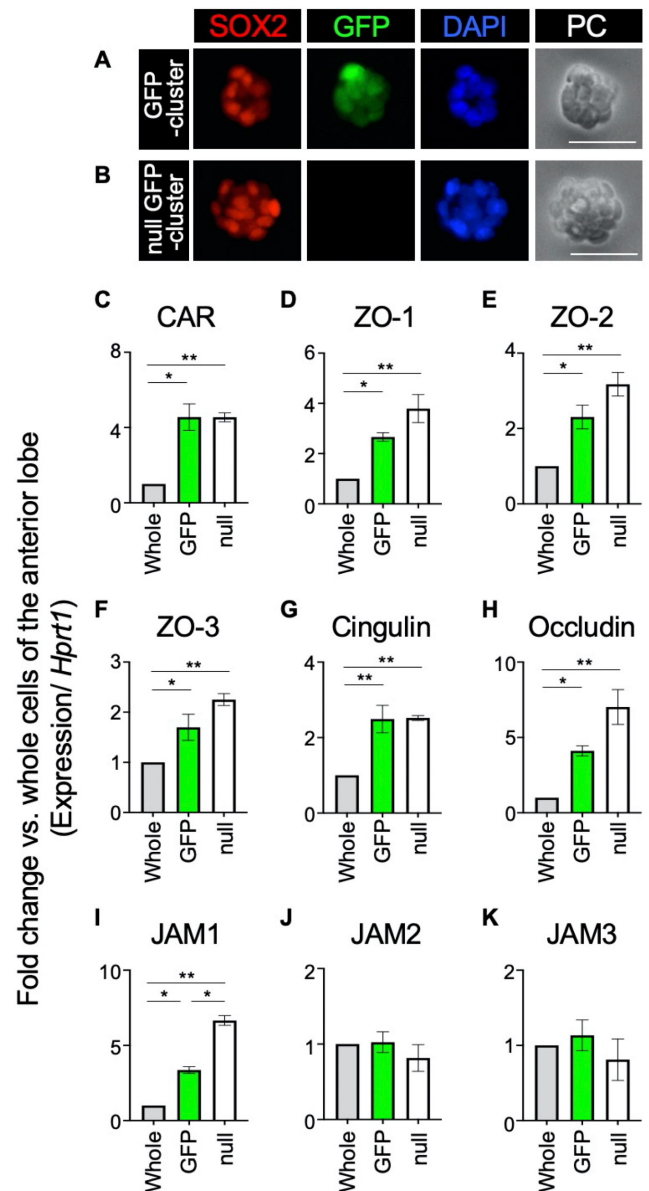 SOX2 GFP DAPI PC
A
GFP
-cluster
B
null GFP
-cluster
Fold change vs. whole cells of the anterior lobe
(Expression/ Hprt1)
C CAR
8
**
*
4
0
Whole GFP null
D ZO-1
6
**
*
4
2
0
Whole GFP null
E ZO-2
4
**
*
2
0
Whole GFP null
F ZO-3
3
**
*
2
1
0
Whole GFP null
G Cingulin
4
**
**
2
0
Whole GFP null
H Occludin
10
**
*
5
0
Whole GFP null
I JAM1
10
**
* *
5
0
Whole GFP null
J JAM2
2
1
0
Whole GFP null
K JAM3
2
1
0
Whole GFP null